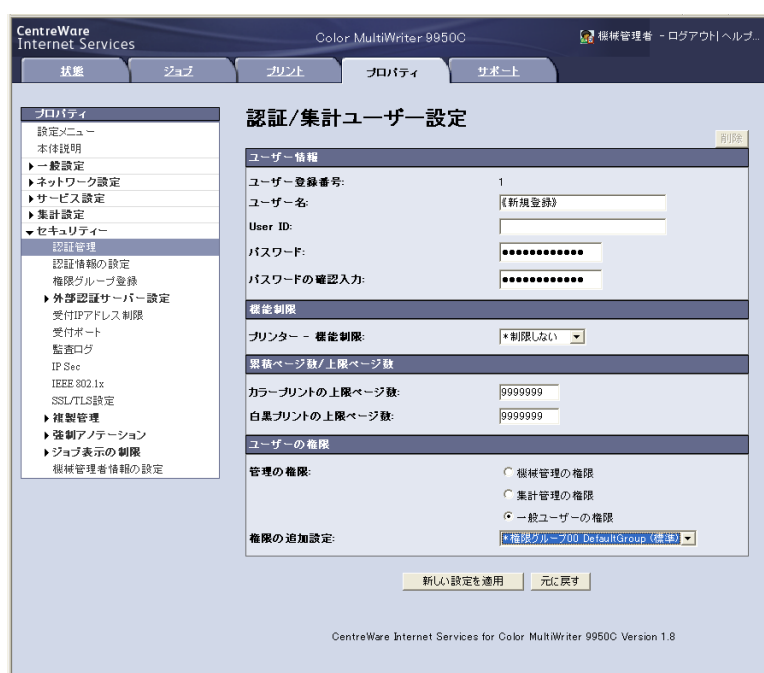 CentreWare
Internet Services
Color MultiWriter 9950C
機械管理者 - ログアウト| ヘルプ...
状態
ジョブ
プリント
プロパティ
サポート
プロパティ
設定メニュー
本体説明
一般設定
ネットワーク設定
サービス設定
集計設定
セキュリティー
認証管理
認証情報の設定
権限グループ登録
外部認証サーバー設定
受付IPアドレス制限
受付ポート
監査ログ
IP Sec
IEEE 802.1x
SSL/TLS設定
複製管理
強制アノテーション
ジョブ表示の制限
機械管理者情報の設定
認証/集計ユーザー設定
削除
ユーザー情報
ユーザー登録番号: 1
ユーザー名: 《新規登録》
User ID:
パスワード: ●●●●●●●●●●●●
パスワードの確認入力: ●●●●●●●●●●●●
機能制限
プリンター - 機能制限: *制限しない
累積ページ数/上限ページ数
カラープリントの上限ページ数: 9999999
白黒プリントの上限ページ数: 9999999
ユーザーの権限
管理の権限: 機械管理の権限
集計管理の権限
一般ユーザーの権限
権限の追加設定: *権限グループ00 DefaultGroup (標準)
新しい設定を適用 元に戻す
CentreWare Internet Services for Color MultiWriter 9950C Version 1.8